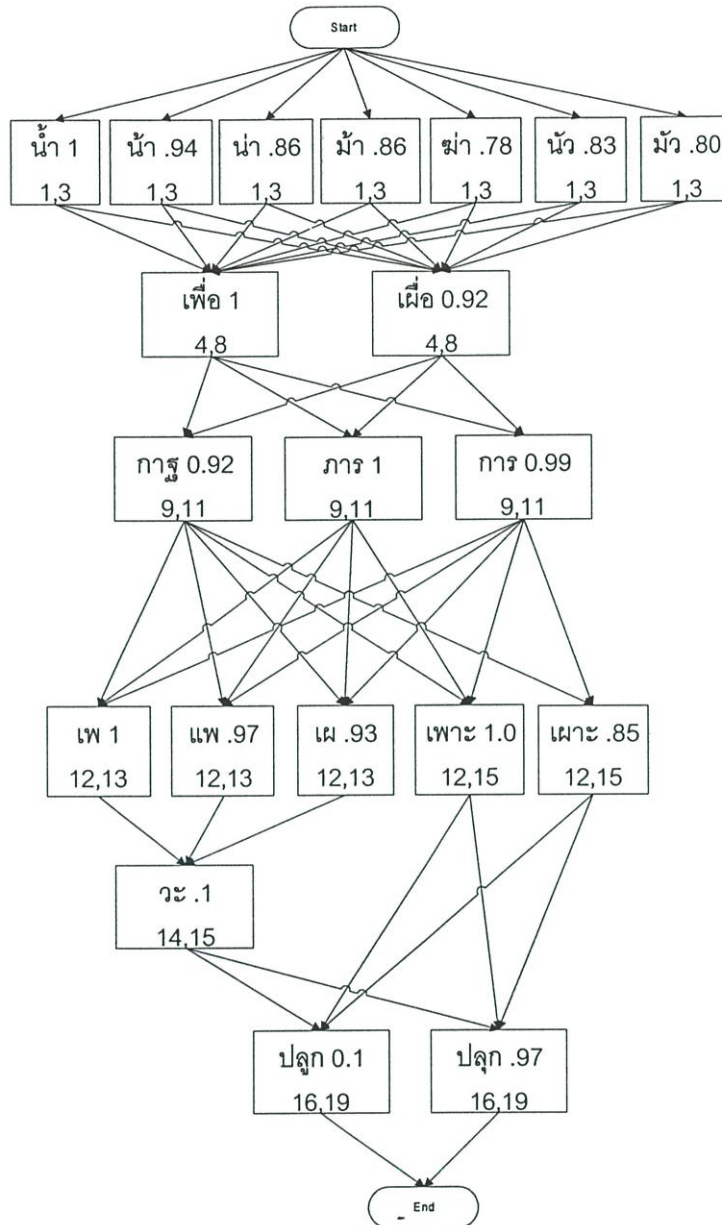 Start
น้ำ 1
1,3
น้า .94
1,3
น่า .86
1,3
ม้า .86
1,3
ฆ่า .78
1,3
นัว .83
1,3
มัว .80
1,3
เพื่อ 1
4,8
เผื่อ 0.92
4,8
กาฐ 0.92
9,11
ภาร 1
9,11
การ 0.99
9,11
เพ 1
12,13
แพ .97
12,13
เผ .93
12,13
เพาะ 1.0
12,15
เผาะ .85
12,15
วะ .1
14,15
ปลูก 0.1
16,19
ปลุก .97
16,19
End